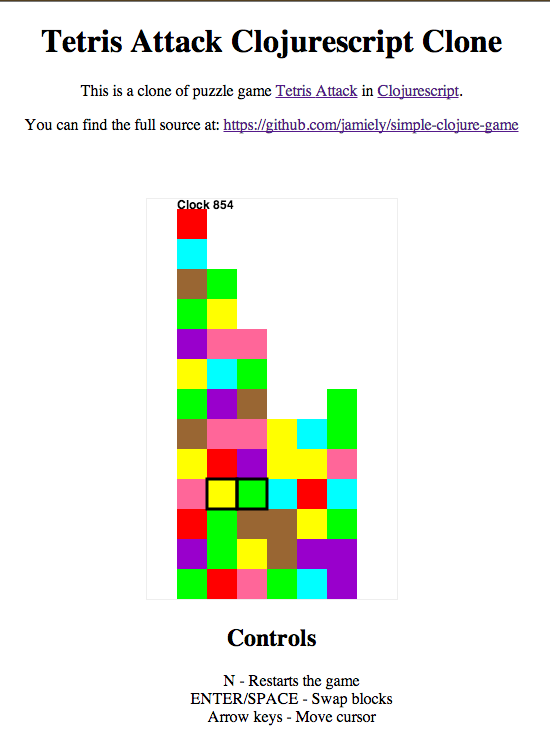 Tetris Attack Clojurescript Clone
This is a clone of puzzle game Tetris Attack in Clojurescript.
You can find the full source at: https://github.com/jamiely/simple-clojure-game
Clock 854
Controls
N - Restarts the game
ENTER/SPACE - Swap blocks
Arrow keys - Move cursor